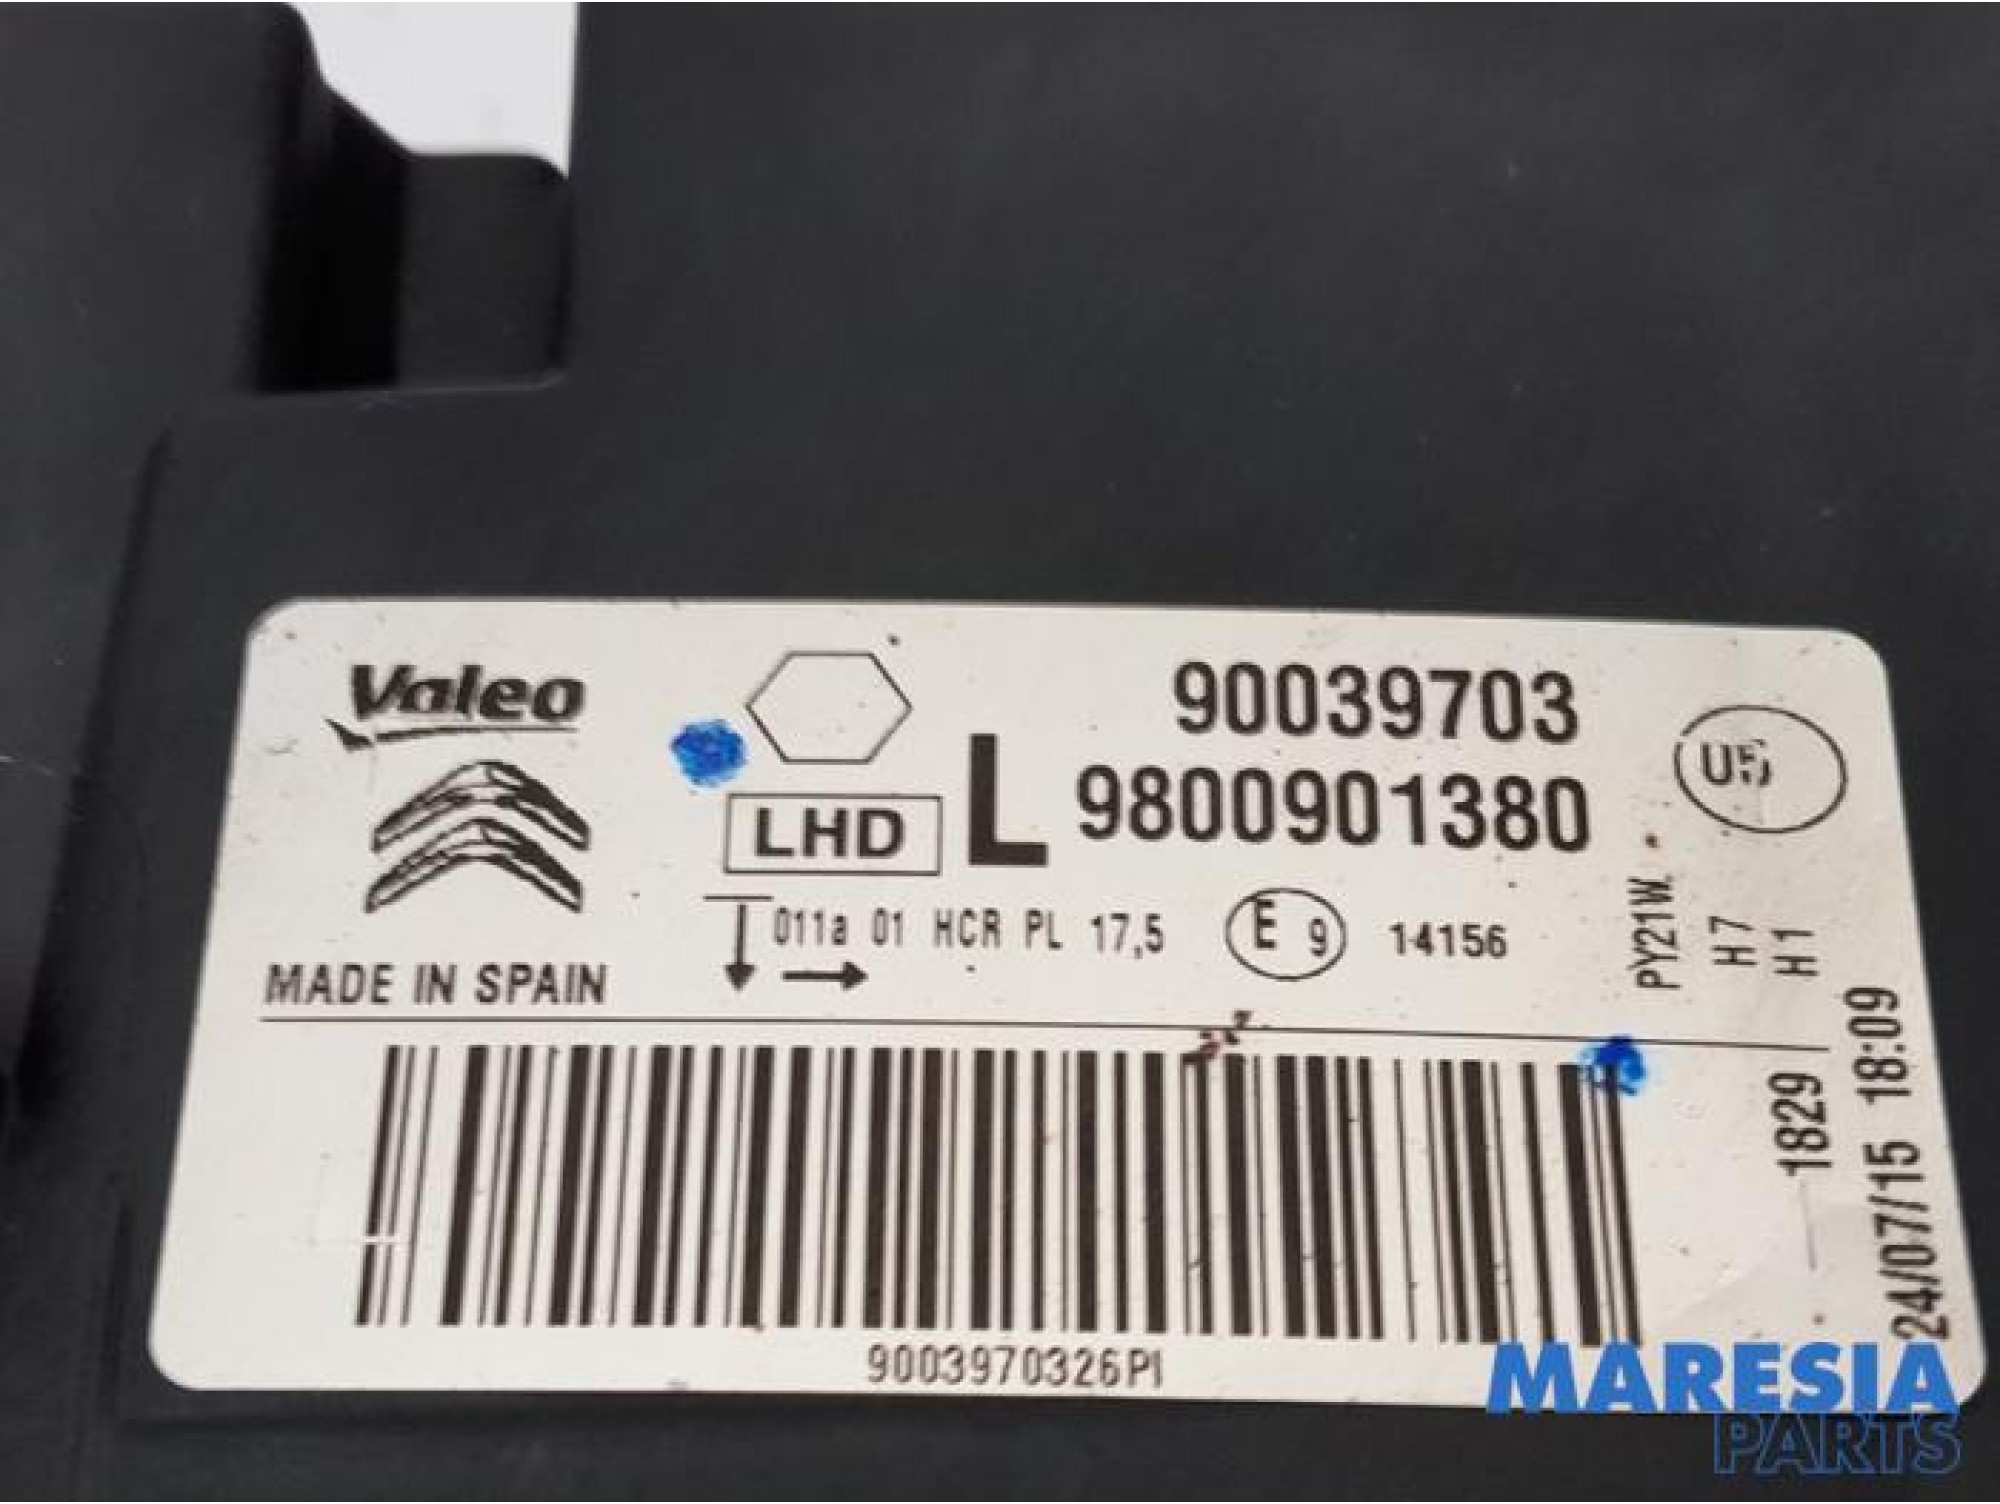 Valeo
90039703
U5
LHD L 9800901380
011a 01 HCR PL 17,5 E 9 14156
MADE IN SPAIN
PY21W
H7
H1
1829
24/07/15 18:09
9003970326PI
MARESIA
PARTS